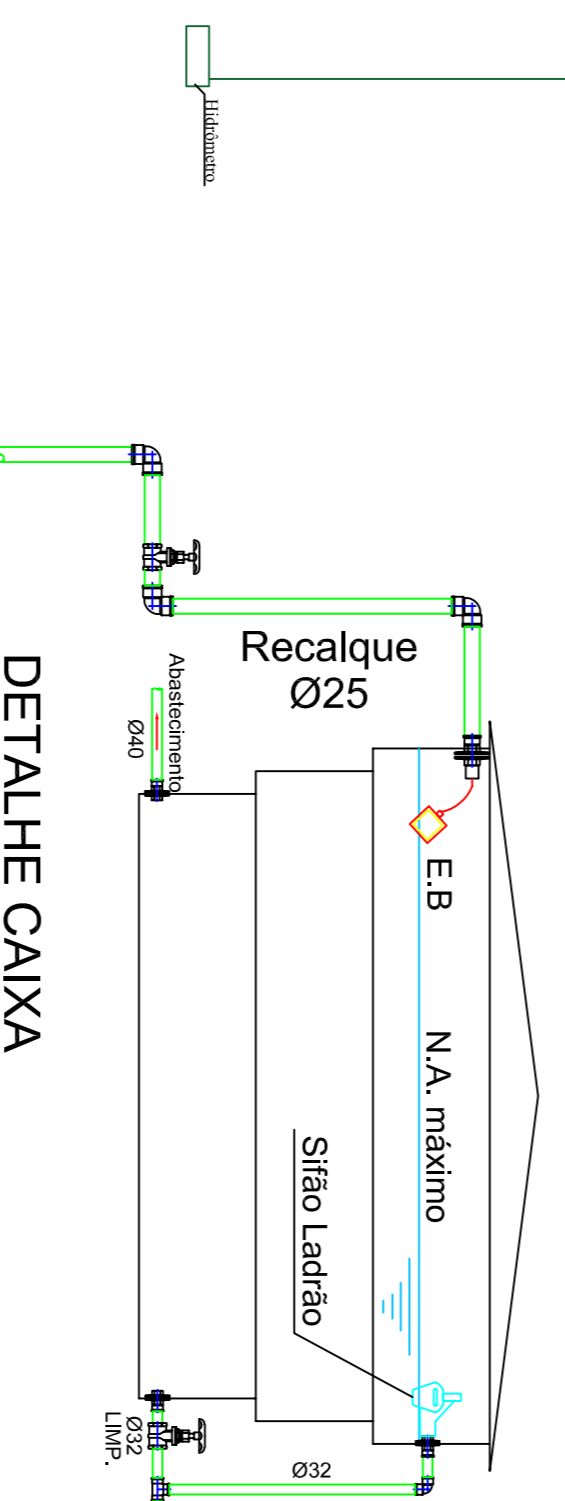 Hidrômetro
Recalque
Ø25
Abastecimento
Ø40
E.B
N.A. máximo
Sifão Ladrão
Ø32
LIMP.
Ø32
DETALHE CAIXA